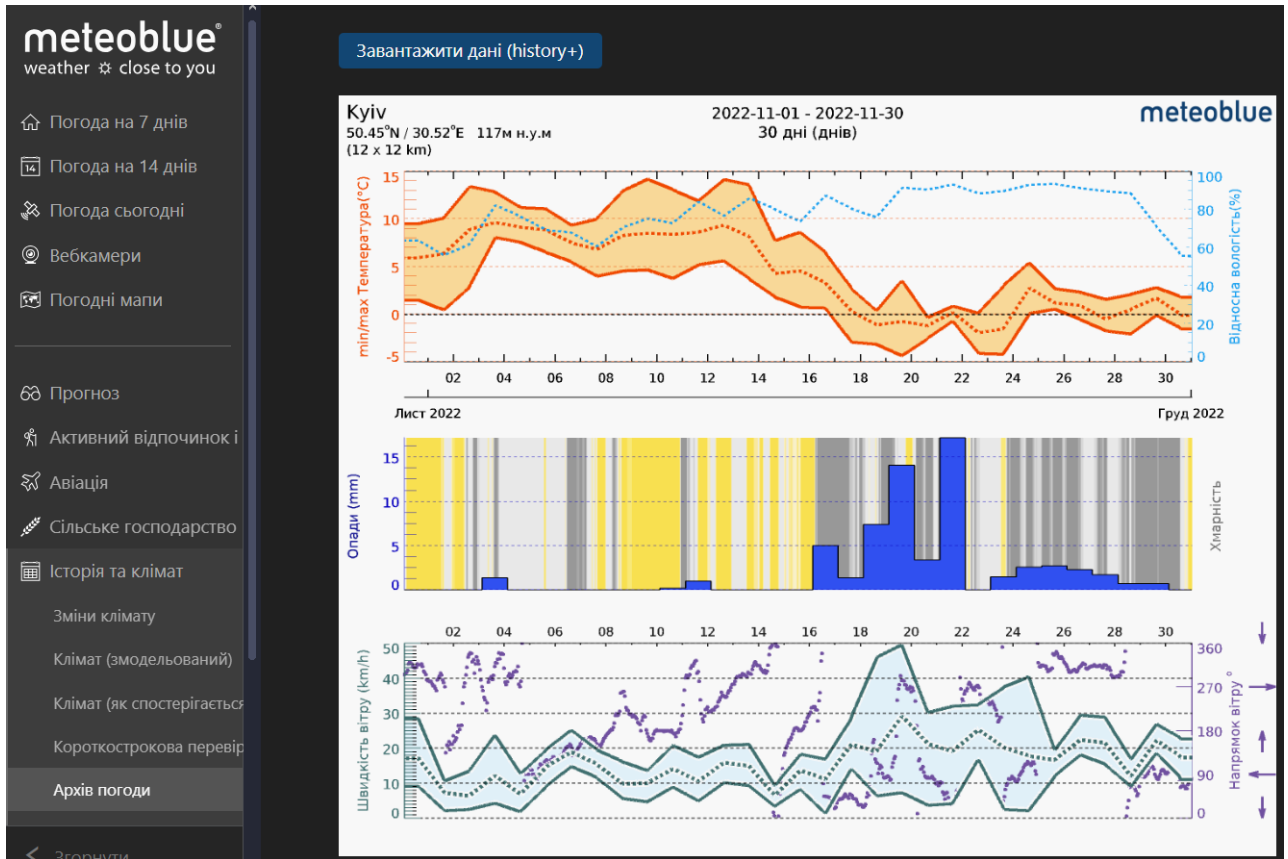 meteoblue®
weather ☼ close to you
Погода на 7 днів
14 Погода на 14 днів
Погода сьогодні
Вебкамери
Погодні мапи
Прогноз
Активний відпочинок і
Авіація
Сільське господарство
Історія та клімат
Зміни клімату
Клімат (змодельований)
Клімат (як спостерігається
Короткострокова перевір
Архів погоди
Згорнути
Завантажити дані (history+)
Kyiv
50.45°N / 30.52°E 117м н.у.м
(12 x 12 km)
2022-11-01 - 2022-11-30
30 дні (днів)
meteoblue
min/max Температура(°C)
15
10
5
0
-5
100
80
60
40
20
0
Відносна вологість(%)
02 04 06 08 10 12 14 16 18 20 22 24 26 28 30
Лист 2022
Груд 2022
Опади (mm)
15
10
5
0
Хмарність
02 04 06 08 10 12 14 16 18 20 22 24 26 28 30
Швидкість вітру (km/h)
50
40
30
20
10
0
360
270
180
90
0
Напрямок вітру °